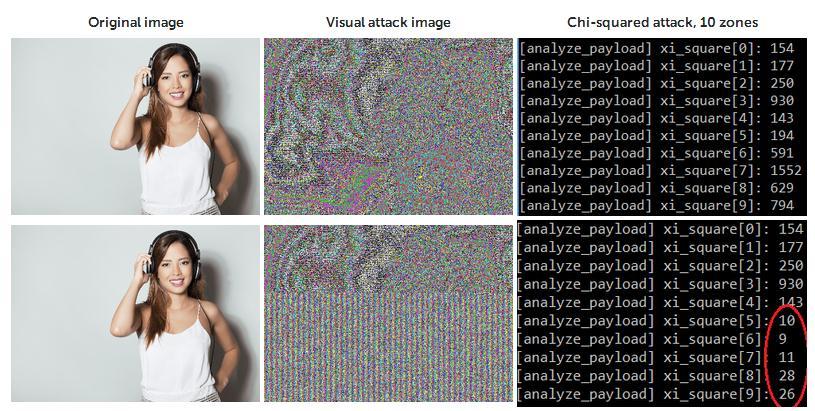 Original image
Visual attack image
Chi-squared attack, 10 zones
[analyze_payload] xi_square[0]: 154
[analyze_payload] xi_square[1]: 177
[analyze_payload] xi_square[2]: 250
[analyze_payload] xi_square[3]: 930
[analyze_payload] xi_square[4]: 143
[analyze_payload] xi_square[5]: 194
[analyze_payload] xi_square[6]: 591
[analyze_payload] xi_square[7]: 1552
[analyze_payload] xi_square[8]: 629
[analyze_payload] xi_square[9]: 794
[analyze_payload] xi_square[0]: 154
[analyze_payload] xi_square[1]: 177
[analyze_payload] xi_square[2]: 250
[analyze_payload] xi_square[3]: 930
[analyze_payload] xi_square[4]: 143
[analyze_payload] xi_square[5]: 10
[analyze_payload] xi_square[6]: 9
[analyze_payload] xi_square[7]: 11
[analyze_payload] xi_square[8]: 28
[analyze_payload] xi_square[9]: 26